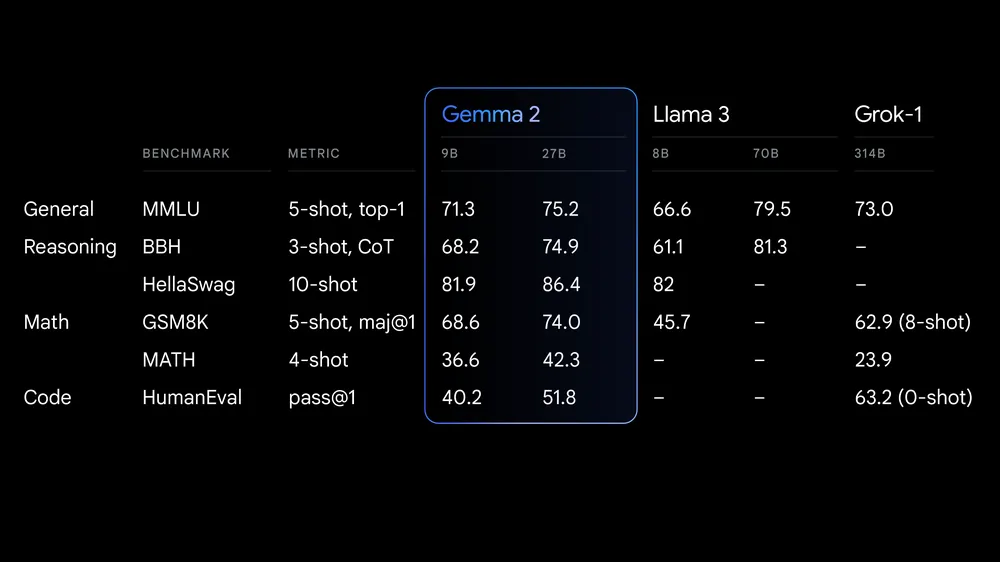 Gemma 2 Llama 3 Grok-1
BENCHMARK METRIC 9B 27B 8B 70B 314B
General MMLU 5-shot, top-1 71.3 75.2 66.6 79.5 73.0
Reasoning BBH 3-shot, CoT 68.2 74.9 61.1 81.3 –
HellaSwag 10-shot 81.9 86.4 82 – –
Math GSM8K 5-shot, maj@1 68.6 74.0 45.7 – 62.9 (8-shot)
MATH 4-shot 36.6 42.3 – – 23.9
Code HumanEval pass@1 40.2 51.8 – – 63.2 (0-shot)